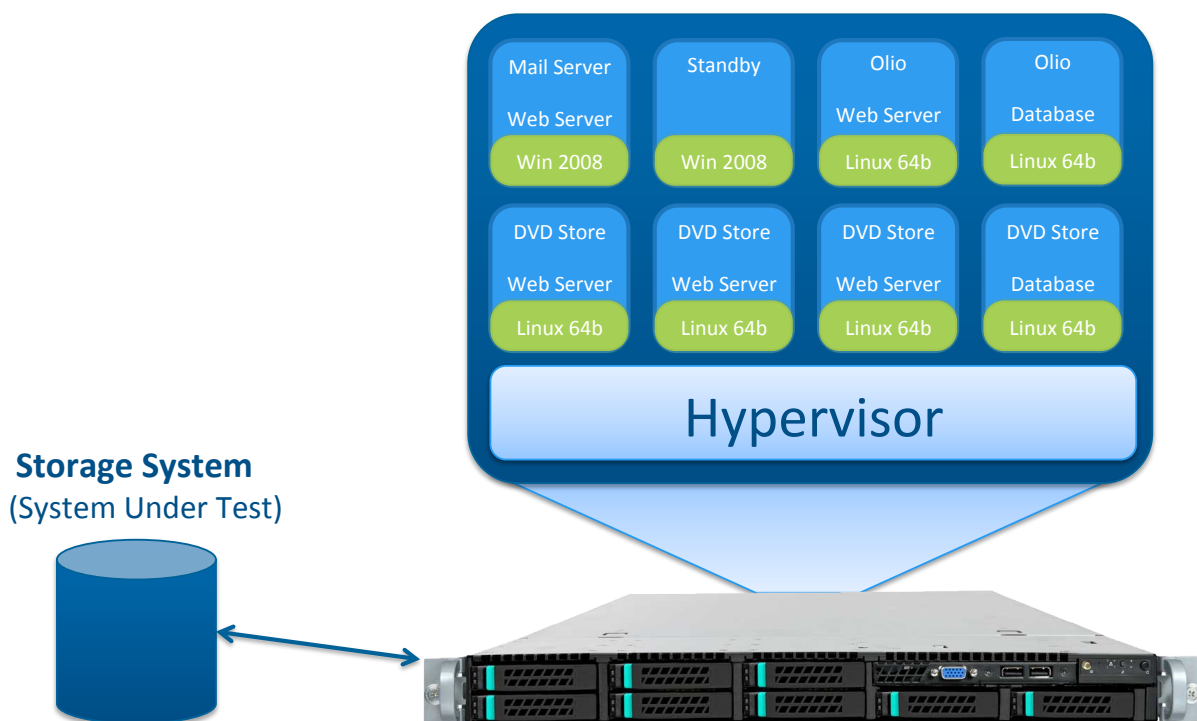 Mail Server
Web Server
Win 2008
Standby
Win 2008
Olio
Web Server
Linux 64b
Olio
Database
Linux 64b
DVD Store
Web Server
Linux 64b
DVD Store
Web Server
Linux 64b
DVD Store
Web Server
Linux 64b
DVD Store
Database
Linux 64b
Hypervisor
Storage System
(System Under Test)